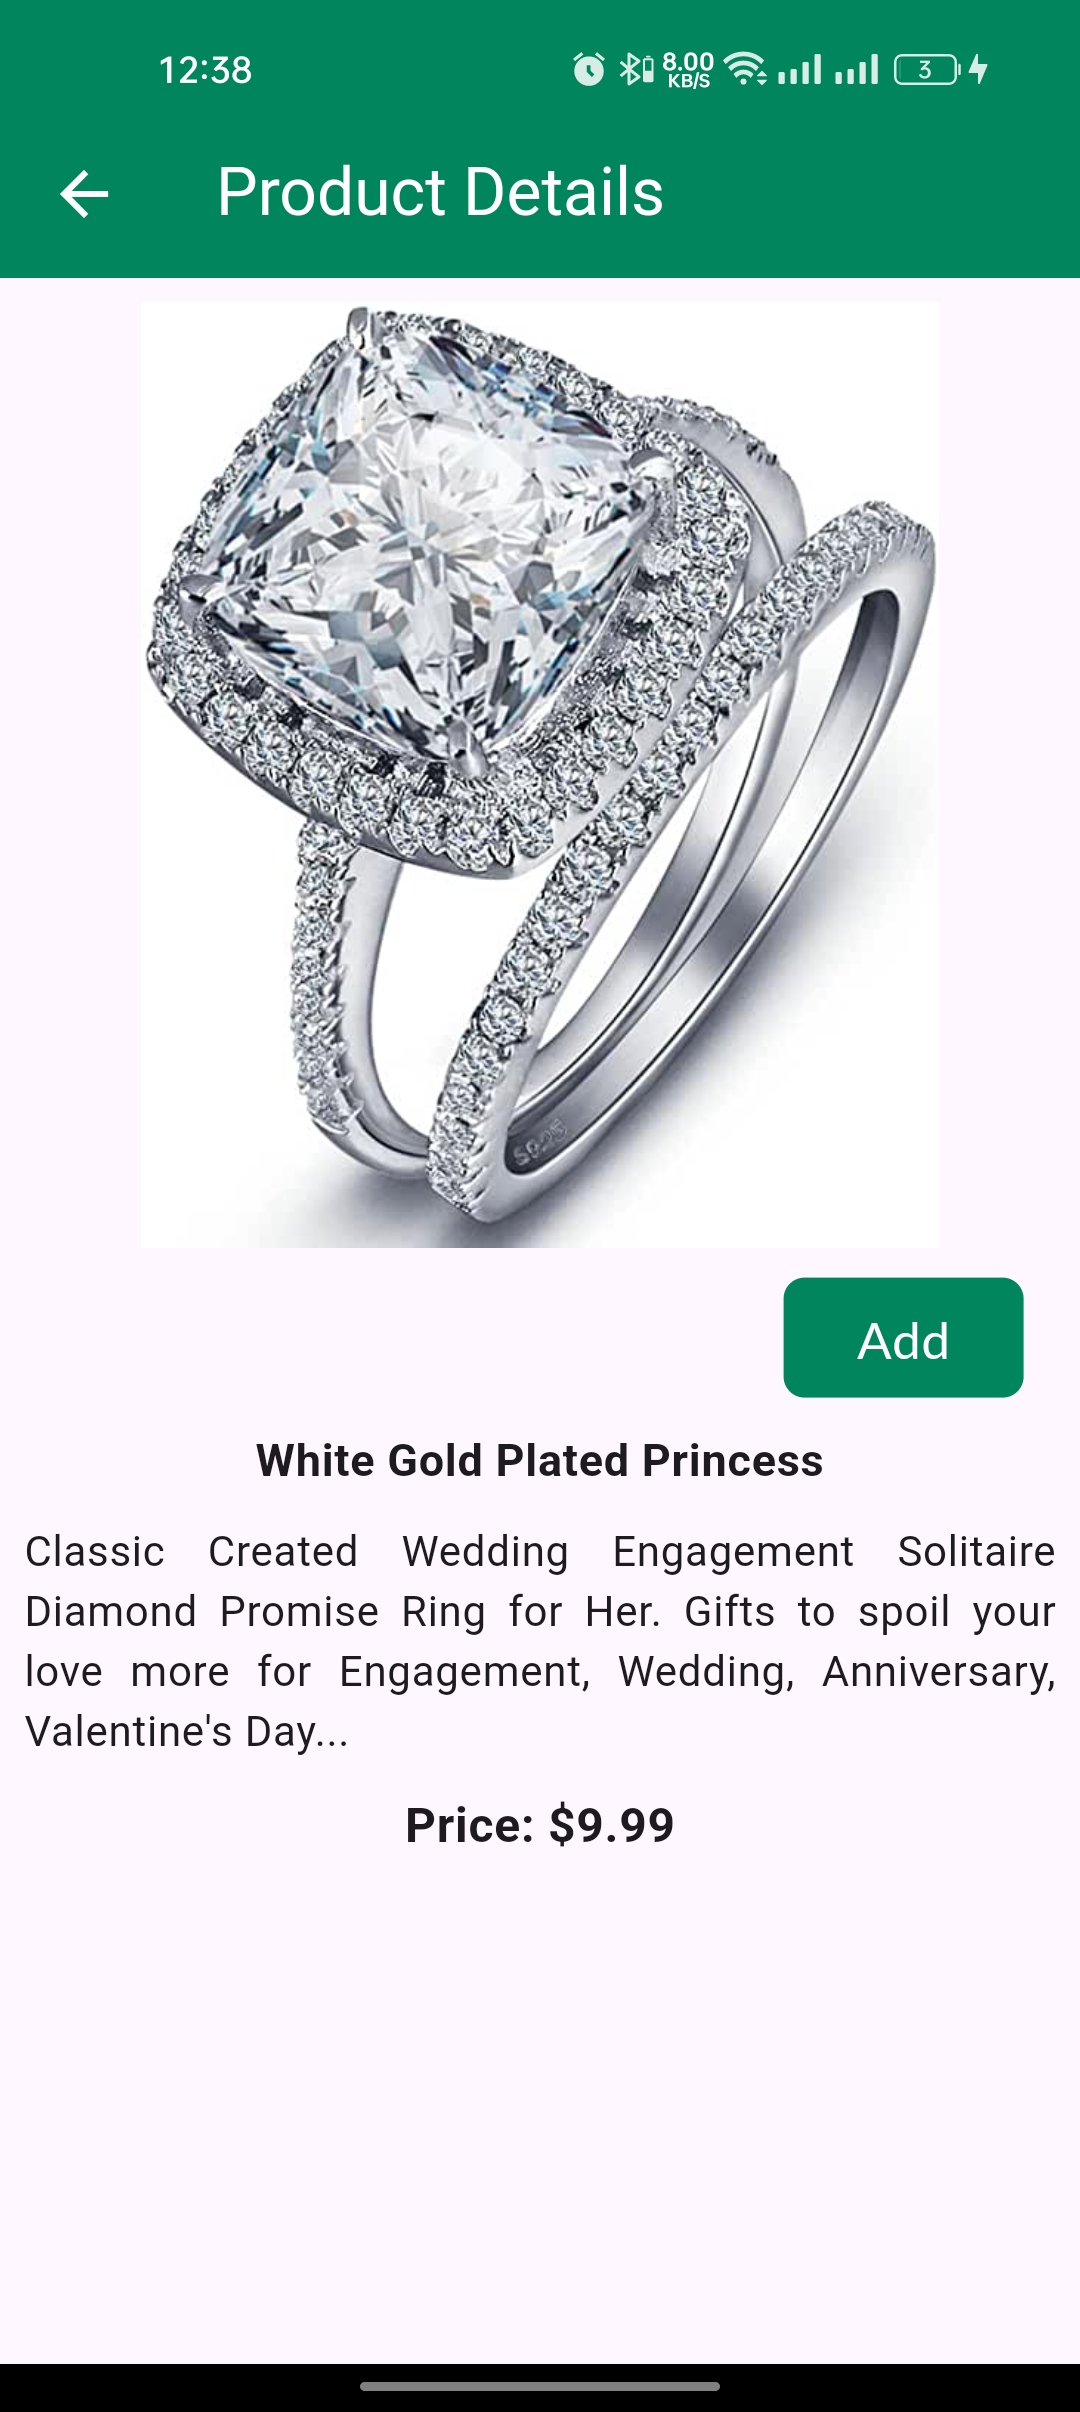 12:38
8.00
KB/S
3
Product Details
S925
Add
White Gold Plated Princess
Classic Created Wedding Engagement Solitaire
Diamond Promise Ring for Her. Gifts to spoil your
love more for Engagement, Wedding, Anniversary,
Valentine's Day...
Price: $9.99